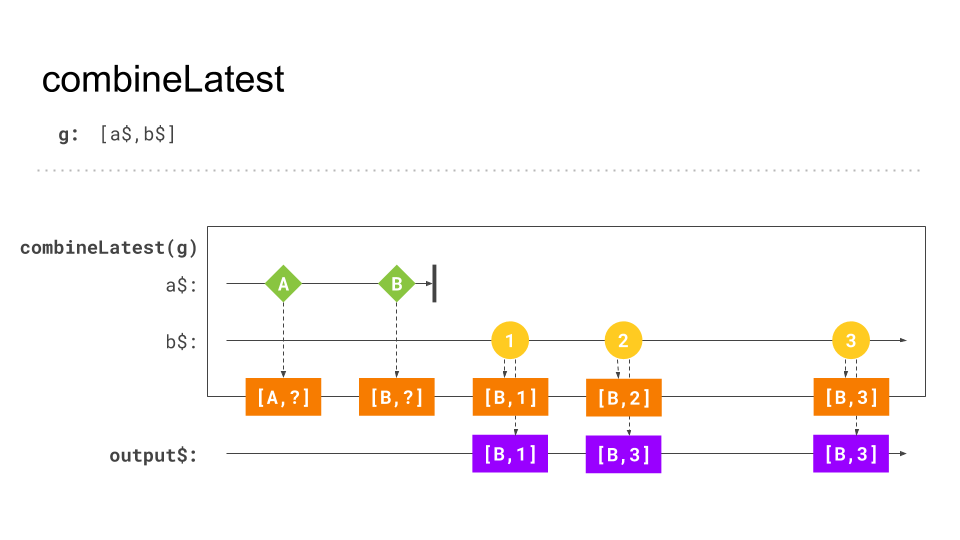 combineLatest
g: [a$,b$]
combineLatest(g)
a$: A B
b$: 1 2 3
[A,?] [B,?] [B,1] [B,2] [B,3]
output$: [B,1] [B,3] [B,3]